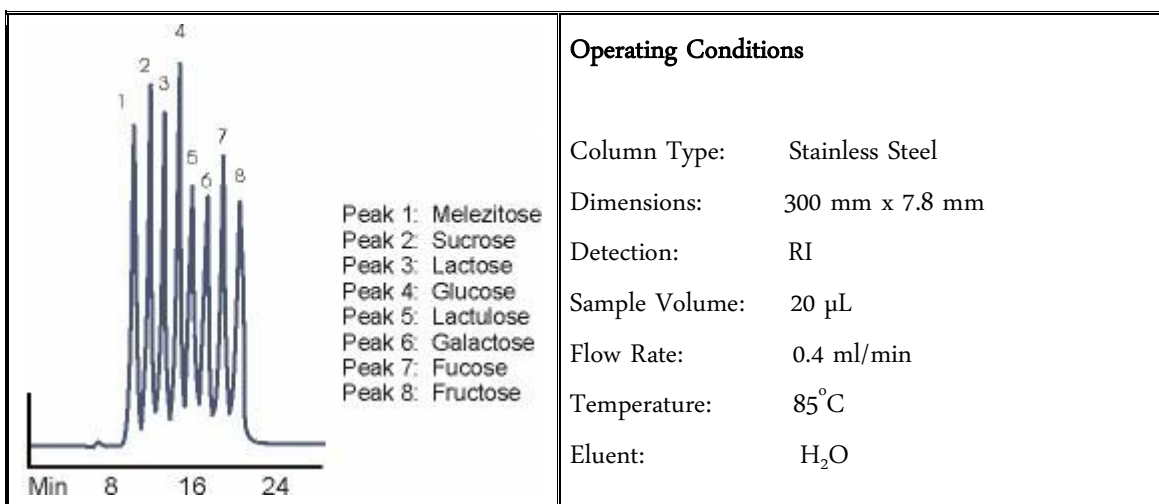 4
2
3
1
7
5
8
6
Peak 1: Melezitose
Peak 2: Sucrose
Peak 3: Lactose
Peak 4: Glucose
Peak 5: Lactulose
Peak 6: Galactose
Peak 7: Fucose
Peak 8: Fructose
Min 8 16 24
Operating Conditions
Column Type: Stainless Steel
Dimensions: 300 mm x 7.8 mm
Detection: RI
Sample Volume: 20 µL
Flow Rate: 0.4 ml/min
Temperature: 85°C
Eluent: H₂O